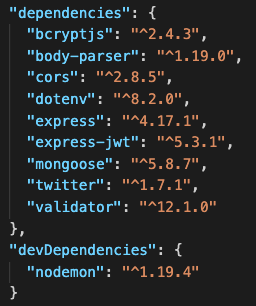 "dependencies": {
"bcryptjs": "^2.4.3",
"body-parser": "^1.19.0",
"cors": "^2.8.5",
"dotenv": "^8.2.0",
"express": "^4.17.1",
"express-jwt": "^5.3.1",
"mongoose": "^5.8.7",
"twitter": "^1.7.1",
"validator": "^12.1.0"
},
"devDependencies": {
"nodemon": "^1.19.4"
}